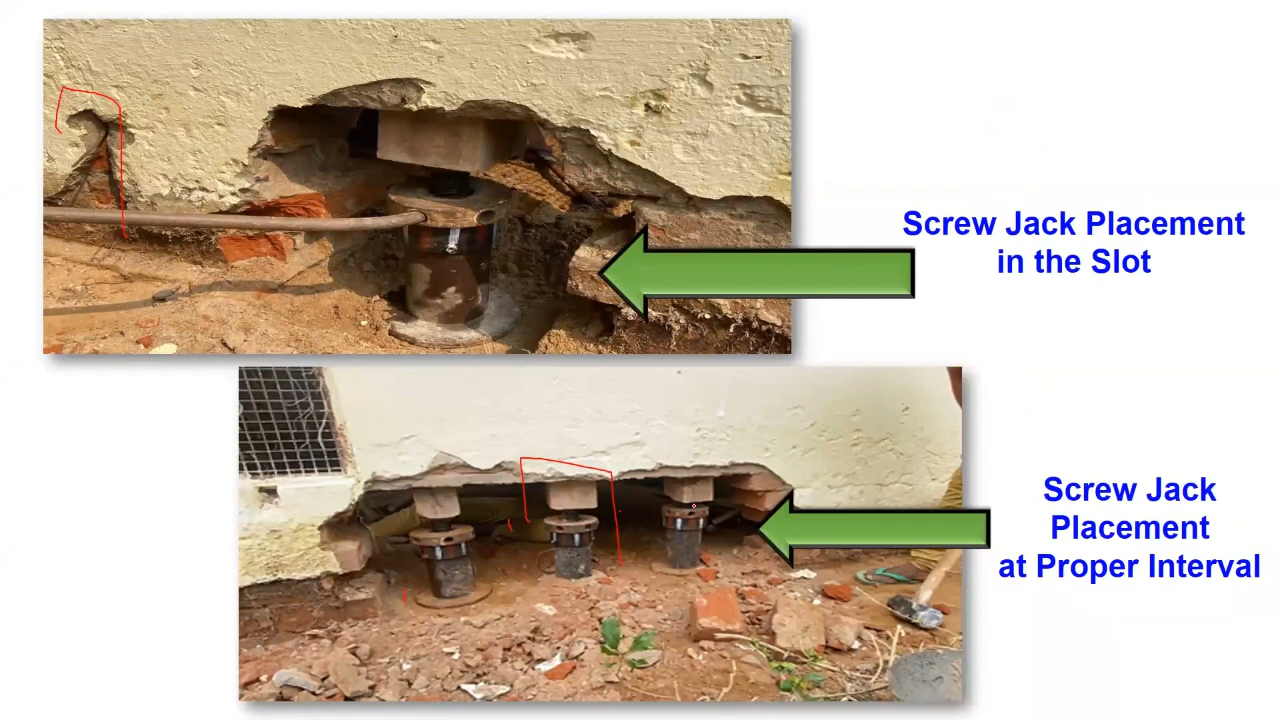 Screw Jack Placement
in the Slot
Screw Jack
Placement
at Proper Interval